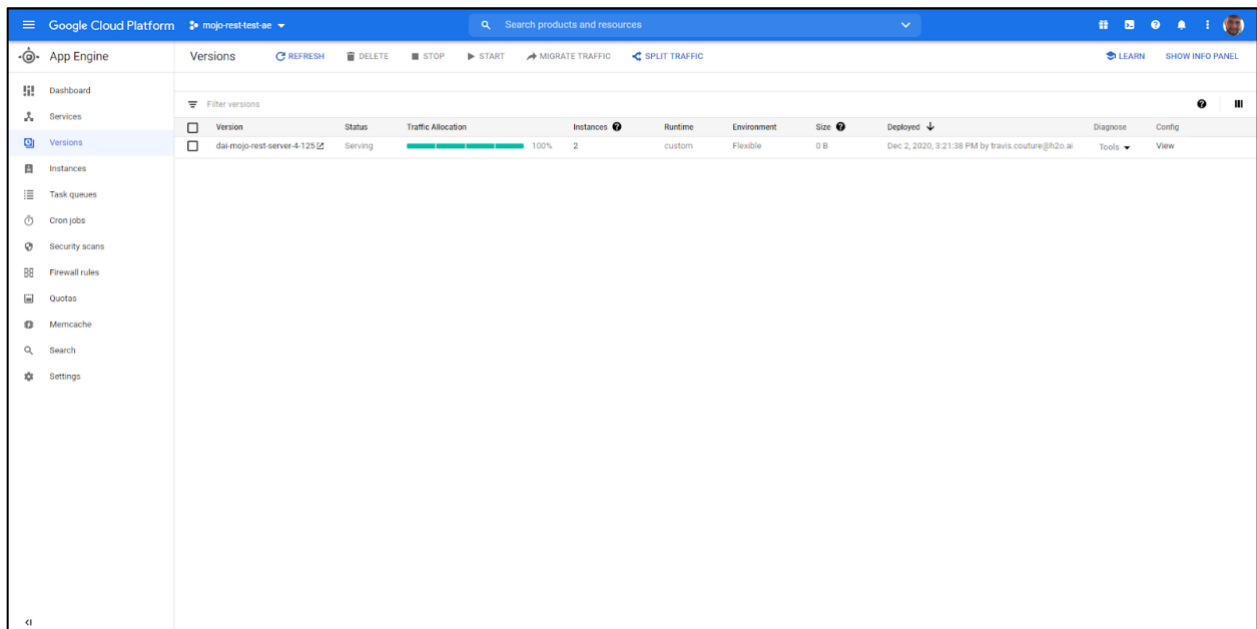 Google Cloud Platform mojo-rest-test-ae Search products and resources
App Engine Versions REFRESH DELETE STOP START MIGRATE TRAFFIC SPLIT TRAFFIC LEARN SHOW INFO PANEL
Dashboard
Services
Versions
Instances
Task queues
Cron jobs
Security scans
Firewall rules
Quotas
Memcache
Search
Settings
Filter versions
Version Status Traffic Allocation Instances Runtime Environment Size Deployed Diagnose Config
dai-mojo-rest-server-4-125 Serving 100% 2 custom Flexible 0 B Dec 2, 2020, 3:21:38 PM by travis.couture@h2o.ai Tools View